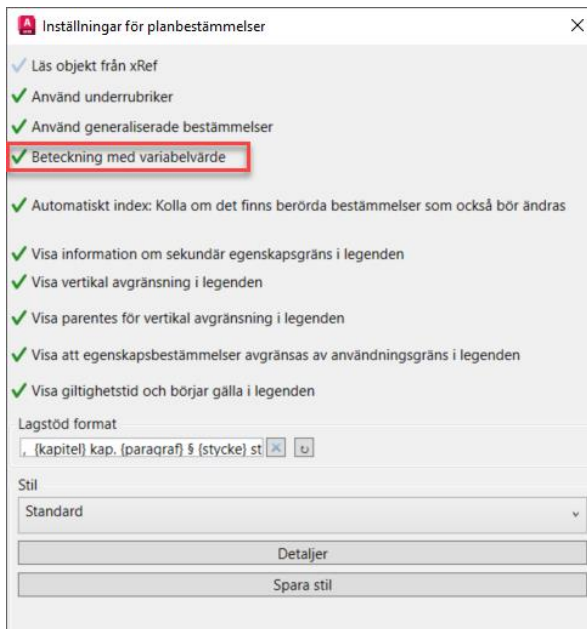 Inställningar för planbestämmelser
Läs objekt från xRef
Använd underrubriker
Använd generaliserade bestämmelser
Beteckning med variabelvärde
Automatiskt index: Kolla om det finns berörda bestämmelser som också bör ändras
Visa information om sekundär egenskapsgräns i legenden
Visa vertikal avgränsning i legenden
Visa parentes för vertikal avgränsning i legenden
Visa att egenskapsbestämmelser avgränsas av användningsgräns i legenden
Visa giltighetstid och börjar gälla i legenden
Lagstöd format
, {kapitel} kap. {paragraf} § {stycke} st
Stil
Standard
Detaljer
Spara stil